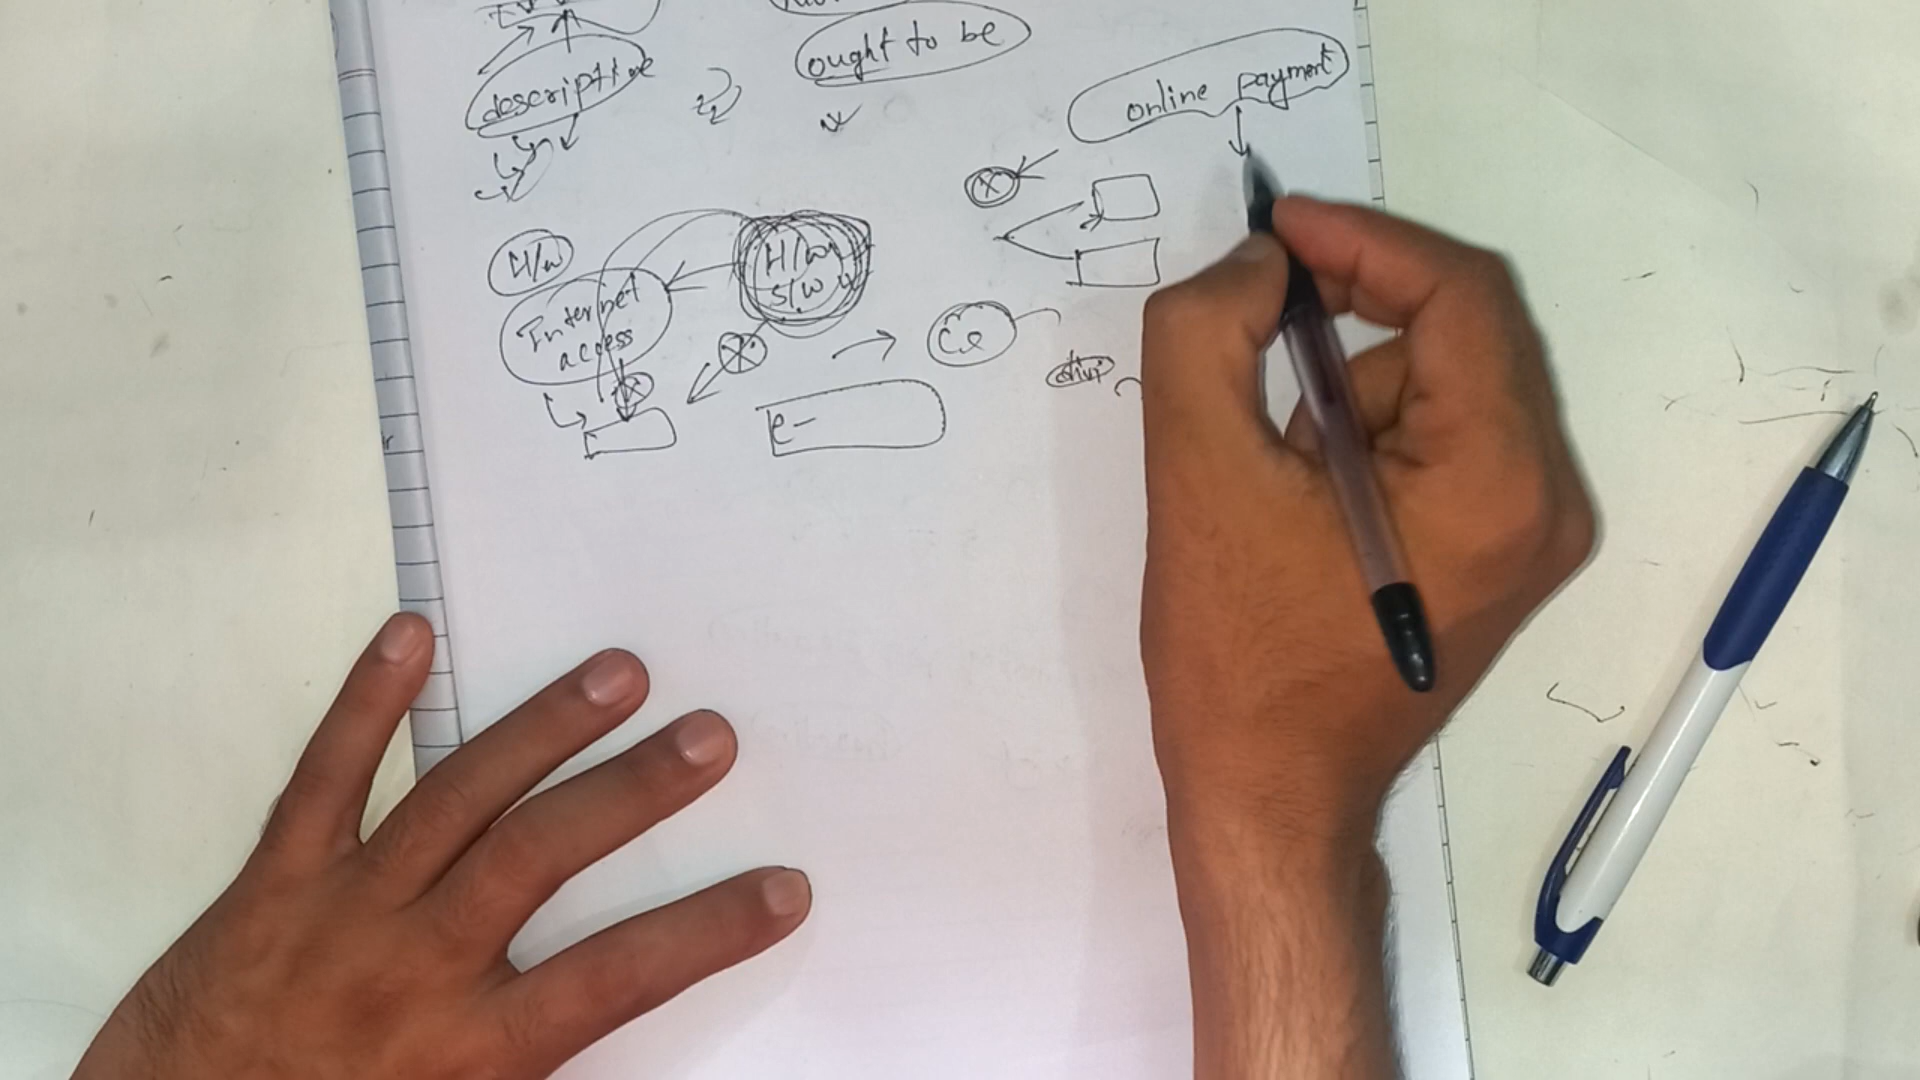 ought to be
descriptive
online payment
H/w
H/w
S/w
Internet
access
e-